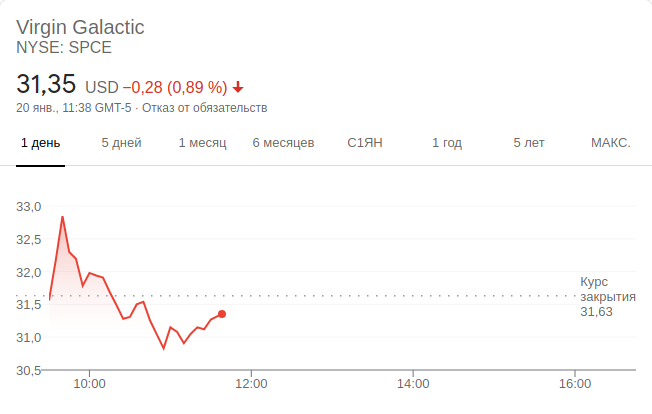 Virgin Galactic
NYSE: SPCE
31,35 USD −0,28 (0,89 %)
20 янв., 11:38 GMT-5 · Отказ от обязательств
1 день 5 дней 1 месяц 6 месяцев С1ЯН 1 год 5 лет МАКС.
33,0
32,5
32,0
31,5
31,0
30,5
Курс
закрытия
31,63
10:00 12:00 14:00 16:00